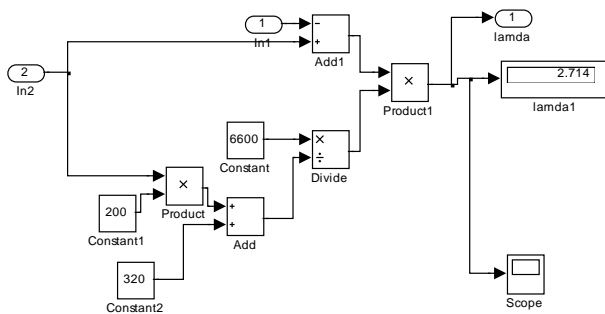 1
In1
−
+
Add1
1
lamda
2
In2
×
Product1
2.714
lamda1
6600
Constant
×
÷
Divide
×
Product
200
Constant1
+
+
Add
320
Constant2
Scope